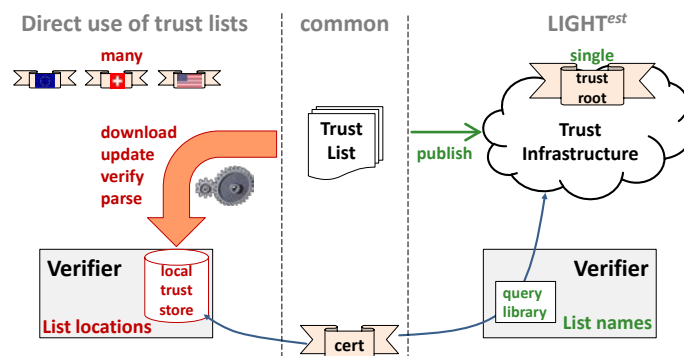 Direct use of trust lists
common
LIGHTest
many
single
trust
root
download
update
verify
parse
Trust
List
publish
Trust
Infrastructure
Verifier
local
trust
store
List locations
cert
Verifier
query
library
List names